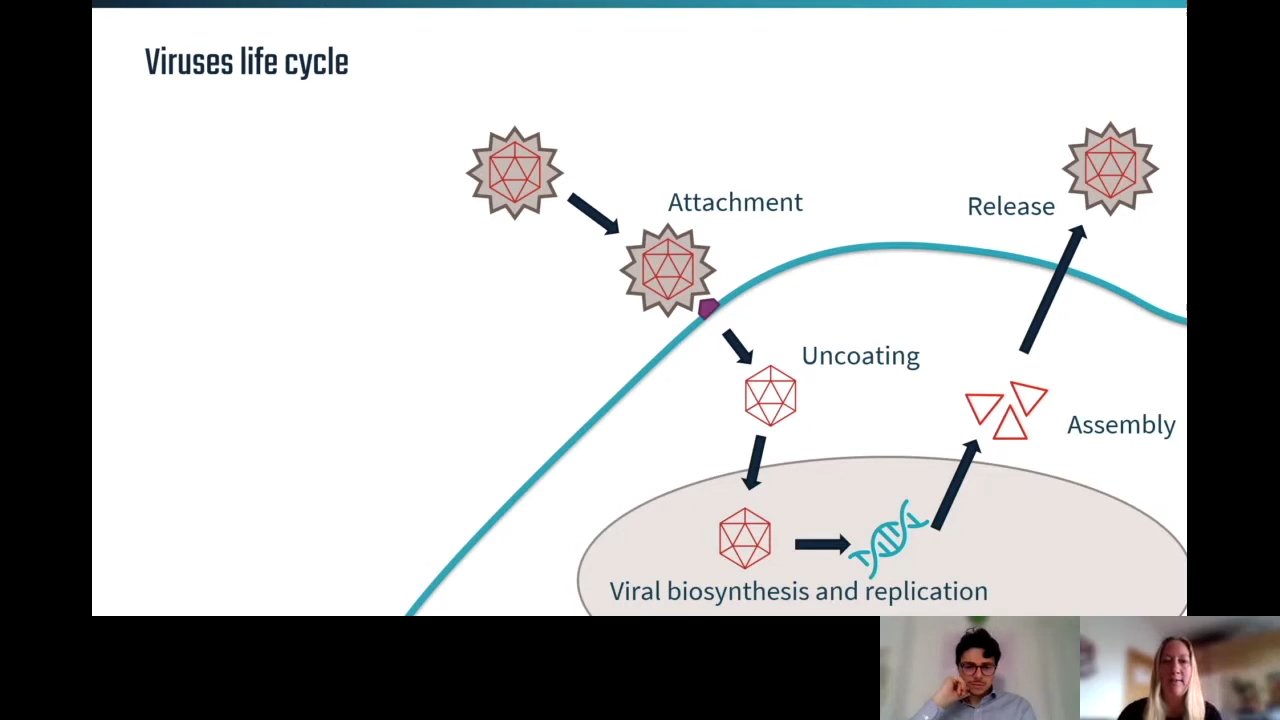 Viruses life cycle
Attachment
Release
Uncoating
Assembly
Viral biosynthesis and replication